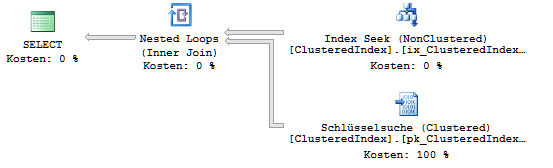 SELECT
Kosten: 0 %
Nested Loops
(Inner Join)
Kosten: 0 %
Index Seek (NonClustered)
[ClusteredIndex].[ix_ClusteredIndex…
Kosten: 0 %
Schlüsselsuche (Clustered)
[ClusteredIndex].[pk_ClusteredIndex…
Kosten: 100 %